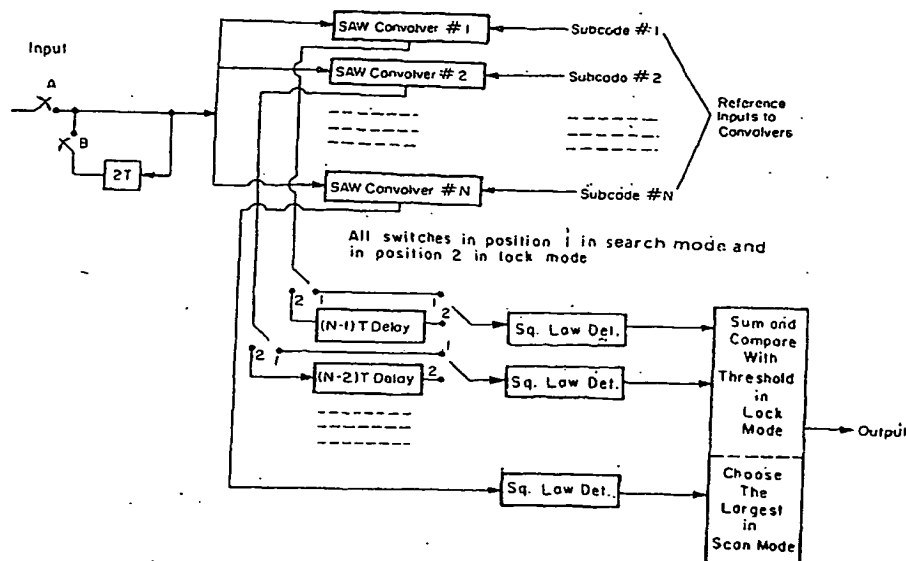 SAW Convolver #1
Subcode #1
Input
SAW Convolver #2
Subcado #2
A
Reference
Inputs to
Convolvers
B
2T
SAW Convolver #N
Subcode #N
All switches in position 1 in search mode and
in position 2 in lock mode
2
1
1
2
(N-1)T Delay
Sq. Law Det.
2
1
1
2
(N-2)T Delay
Sq. Law Det.
Sum and
Compare
With
Threshold
in
Lock
Mode
Output
Sq. Law Det.
Choose
The
Largest
in
Scan Mode